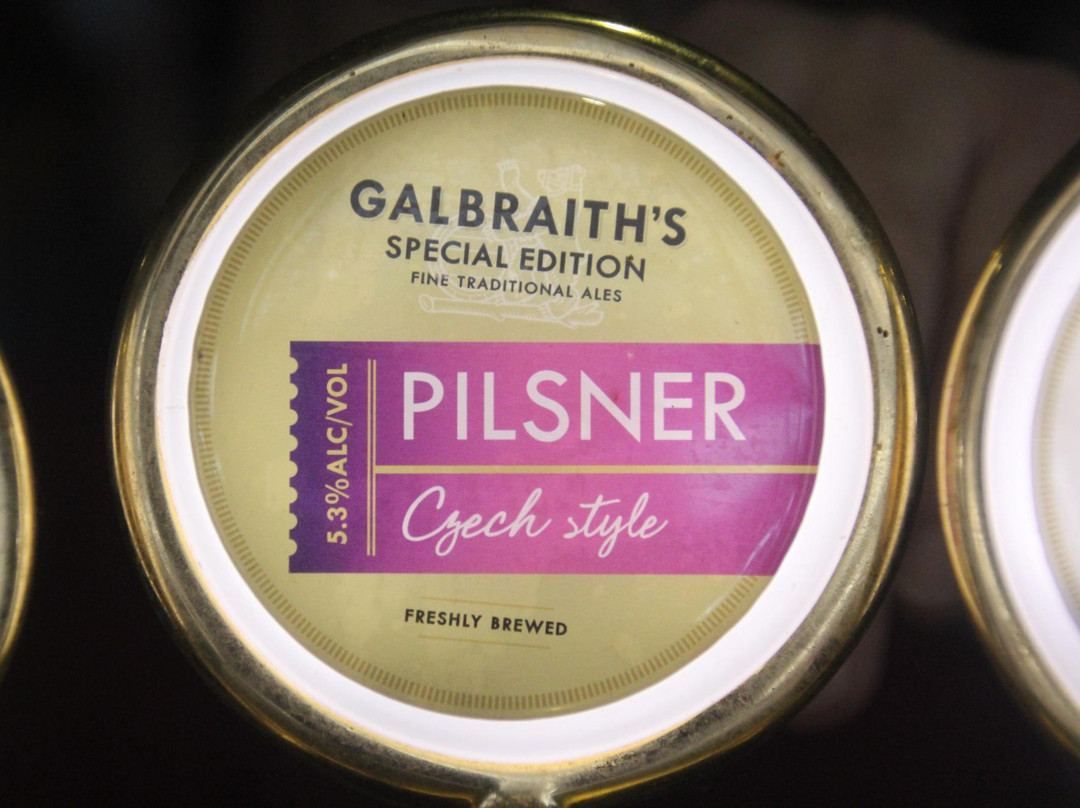 GALBRAITH'S
SPECIAL EDITION
FINE TRADITIONAL ALES
5.3%ALC/VOL
PILSNER
Czech style
FRESHLY BREWED